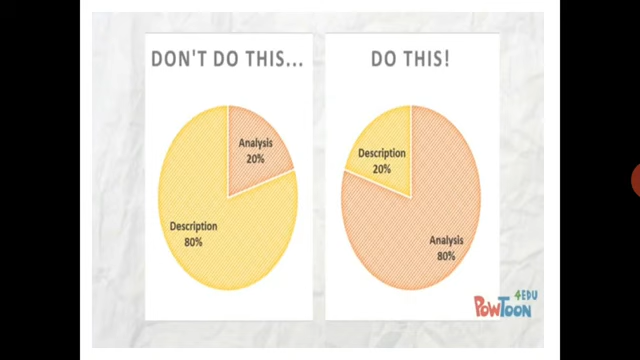 DON'T DO THIS...
Analysis
20%
Description
80%
DO THIS!
Description
20%
Analysis
80%
4EDU
POWTOON